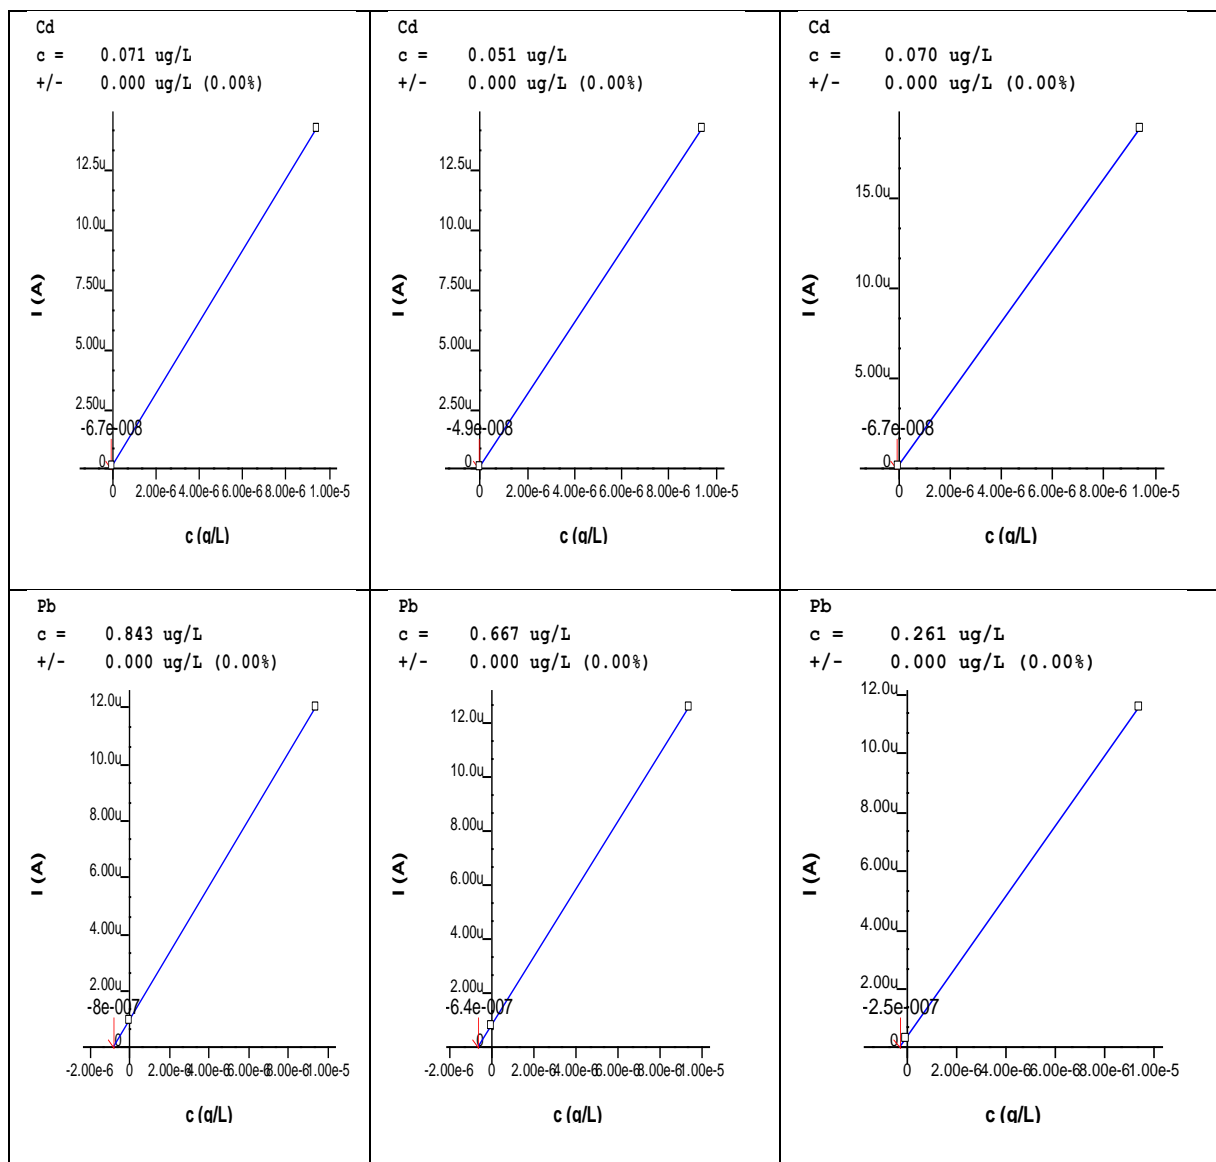 Cd
c = 0.071 ug/L
+/- 0.000 ug/L (0.00%)
12.5u
10.0u
7.50u
5.00u
2.50u
0
-6.7e-008
I (A)
0 2.00e-6 4.00e-6 6.00e-6 8.00e-6 1.00e-5
c (g/L)
Cd
c = 0.051 ug/L
+/- 0.000 ug/L (0.00%)
12.5u
10.0u
7.50u
5.00u
2.50u
0
-4.9e-008
I (A)
0 2.00e-6 4.00e-6 6.00e-6 8.00e-6 1.00e-5
c (g/L)
Cd
c = 0.070 ug/L
+/- 0.000 ug/L (0.00%)
15.0u
10.0u
5.00u
0
-6.7e-008
I (A)
0 2.00e-6 4.00e-6 6.00e-6 8.00e-6 1.00e-5
c (g/L)
Pb
c = 0.843 ug/L
+/- 0.000 ug/L (0.00%)
12.0u
10.0u
8.00u
6.00u
4.00u
2.00u
0
-8e-007
I (A)
-2.00e-6 0 2.00e-6 4.00e-6 6.00e-6 8.00e-6 1.00e-5
c (g/L)
Pb
c = 0.667 ug/L
+/- 0.000 ug/L (0.00%)
12.0u
10.0u
8.00u
6.00u
4.00u
2.00u
0
-6.4e-007
I (A)
-2.00e-6 0 2.00e-6 4.00e-6 6.00e-6 8.00e-6 1.00e-5
c (g/L)
Pb
c = 0.261 ug/L
+/- 0.000 ug/L (0.00%)
12.0u
10.0u
8.00u
6.00u
4.00u
2.00u
0
-2.5e-007
I (A)
0 2.00e-6 4.00e-6 6.00e-6 8.00e-6 1.00e-5
c (g/L)